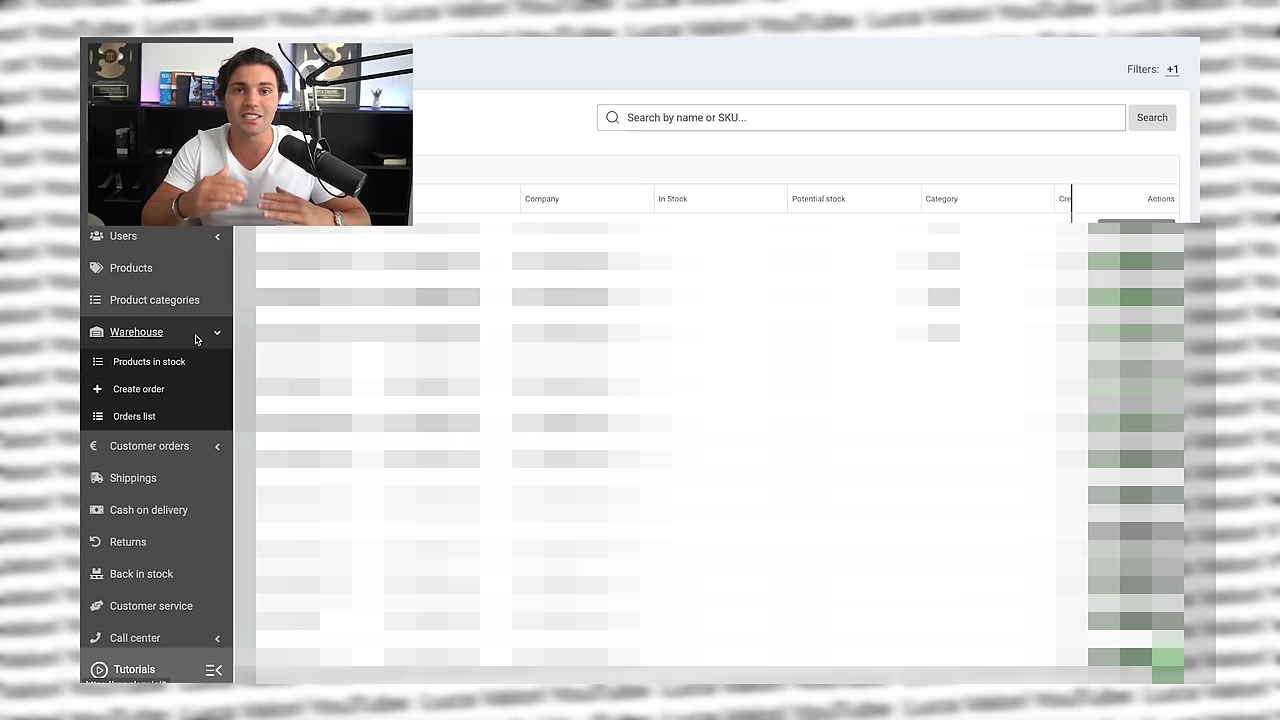 Filters: +1
Search by name or SKU...
Search
Company
In Stock
Potential stock
Category
Cre
Actions
Users
Products
Product categories
Warehouse
Products in stock
Create order
Orders list
Customer orders
Shippings
Cash on delivery
Returns
Back in stock
Customer service
Call center
Tutorials